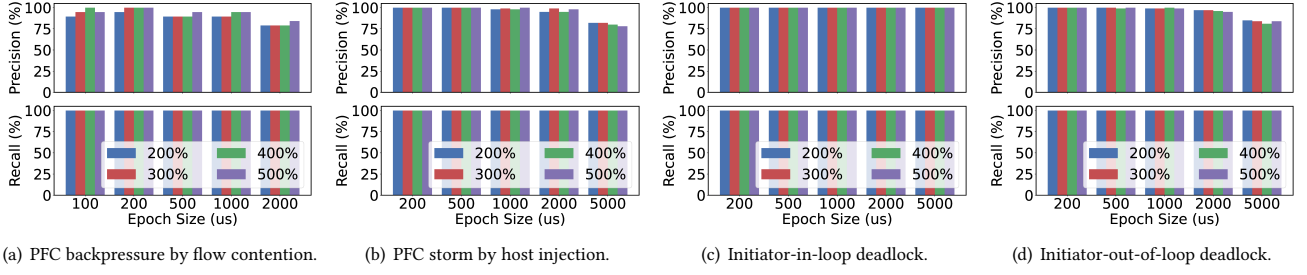 Precision (%)
100
75
50
25
0
Recall (%)
100
75
50
25
0
200% 400%
300% 500%
100 200 500 1000 2000
Epoch Size (us)
(a) PFC backpressure by flow contention.
Precision (%)
100
75
50
25
0
Recall (%)
100
75
50
25
0
200% 400%
300% 500%
200 500 1000 2000 5000
Epoch Size (us)
(b) PFC storm by host injection.
Precision (%)
100
75
50
25
0
Recall (%)
100
75
50
25
0
200% 400%
300% 500%
200 500 1000 2000 5000
Epoch Size (us)
(c) Initiator-in-loop deadlock.
Precision (%)
100
75
50
25
0
Recall (%)
100
75
50
25
0
200% 400%
300% 500%
200 500 1000 2000 5000
Epoch Size (us)
(d) Initiator-out-of-loop deadlock.